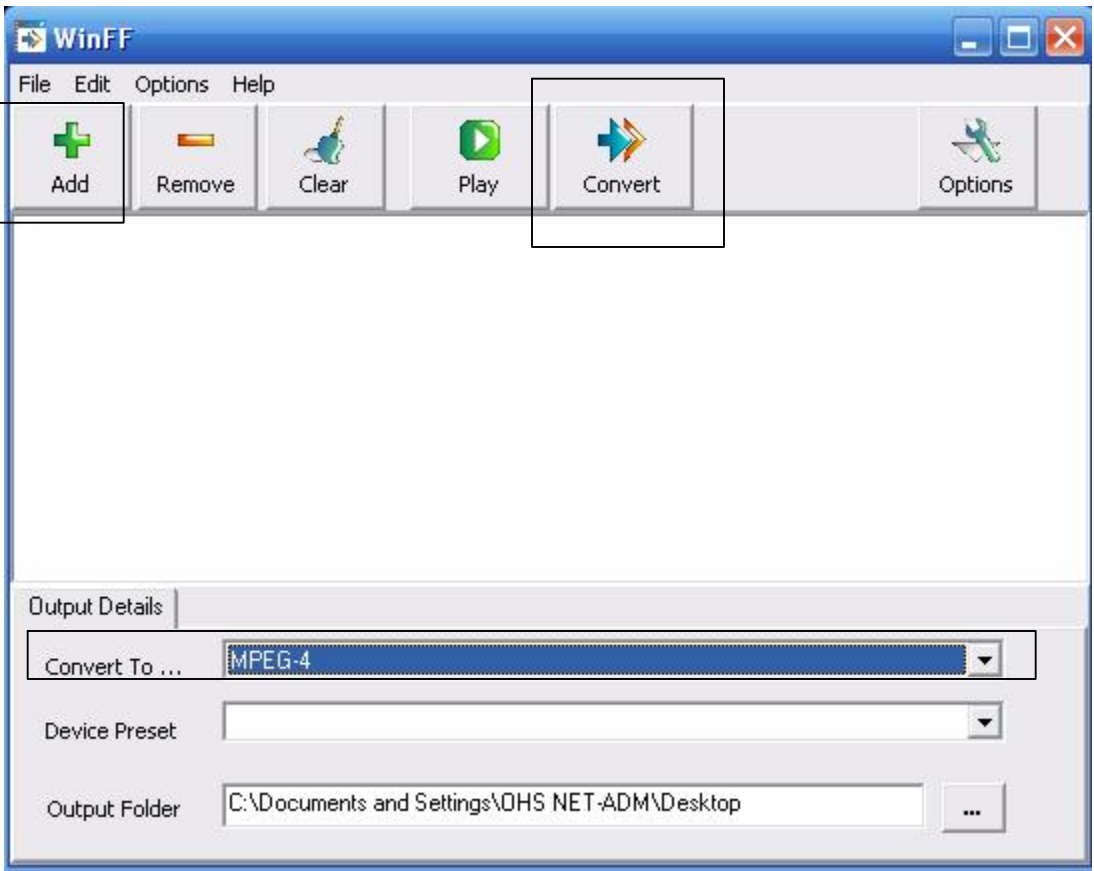 WinFF
File Edit Options Help
Add Remove Clear Play Convert Options
Output Details
Convert To ... MPEG-4
Device Preset
Output Folder C:\Documents and Settings\OHS NET-ADM\Desktop ...